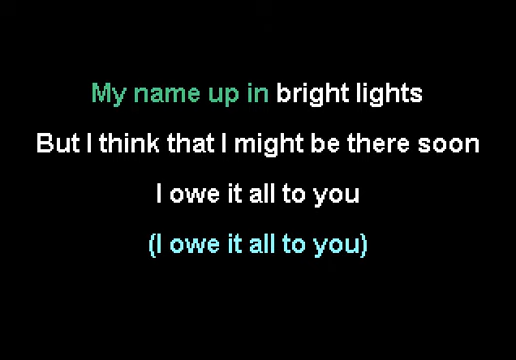 My name up in bright lights
But I think that I might be there soon
I owe it all to you
(I owe it all to you)